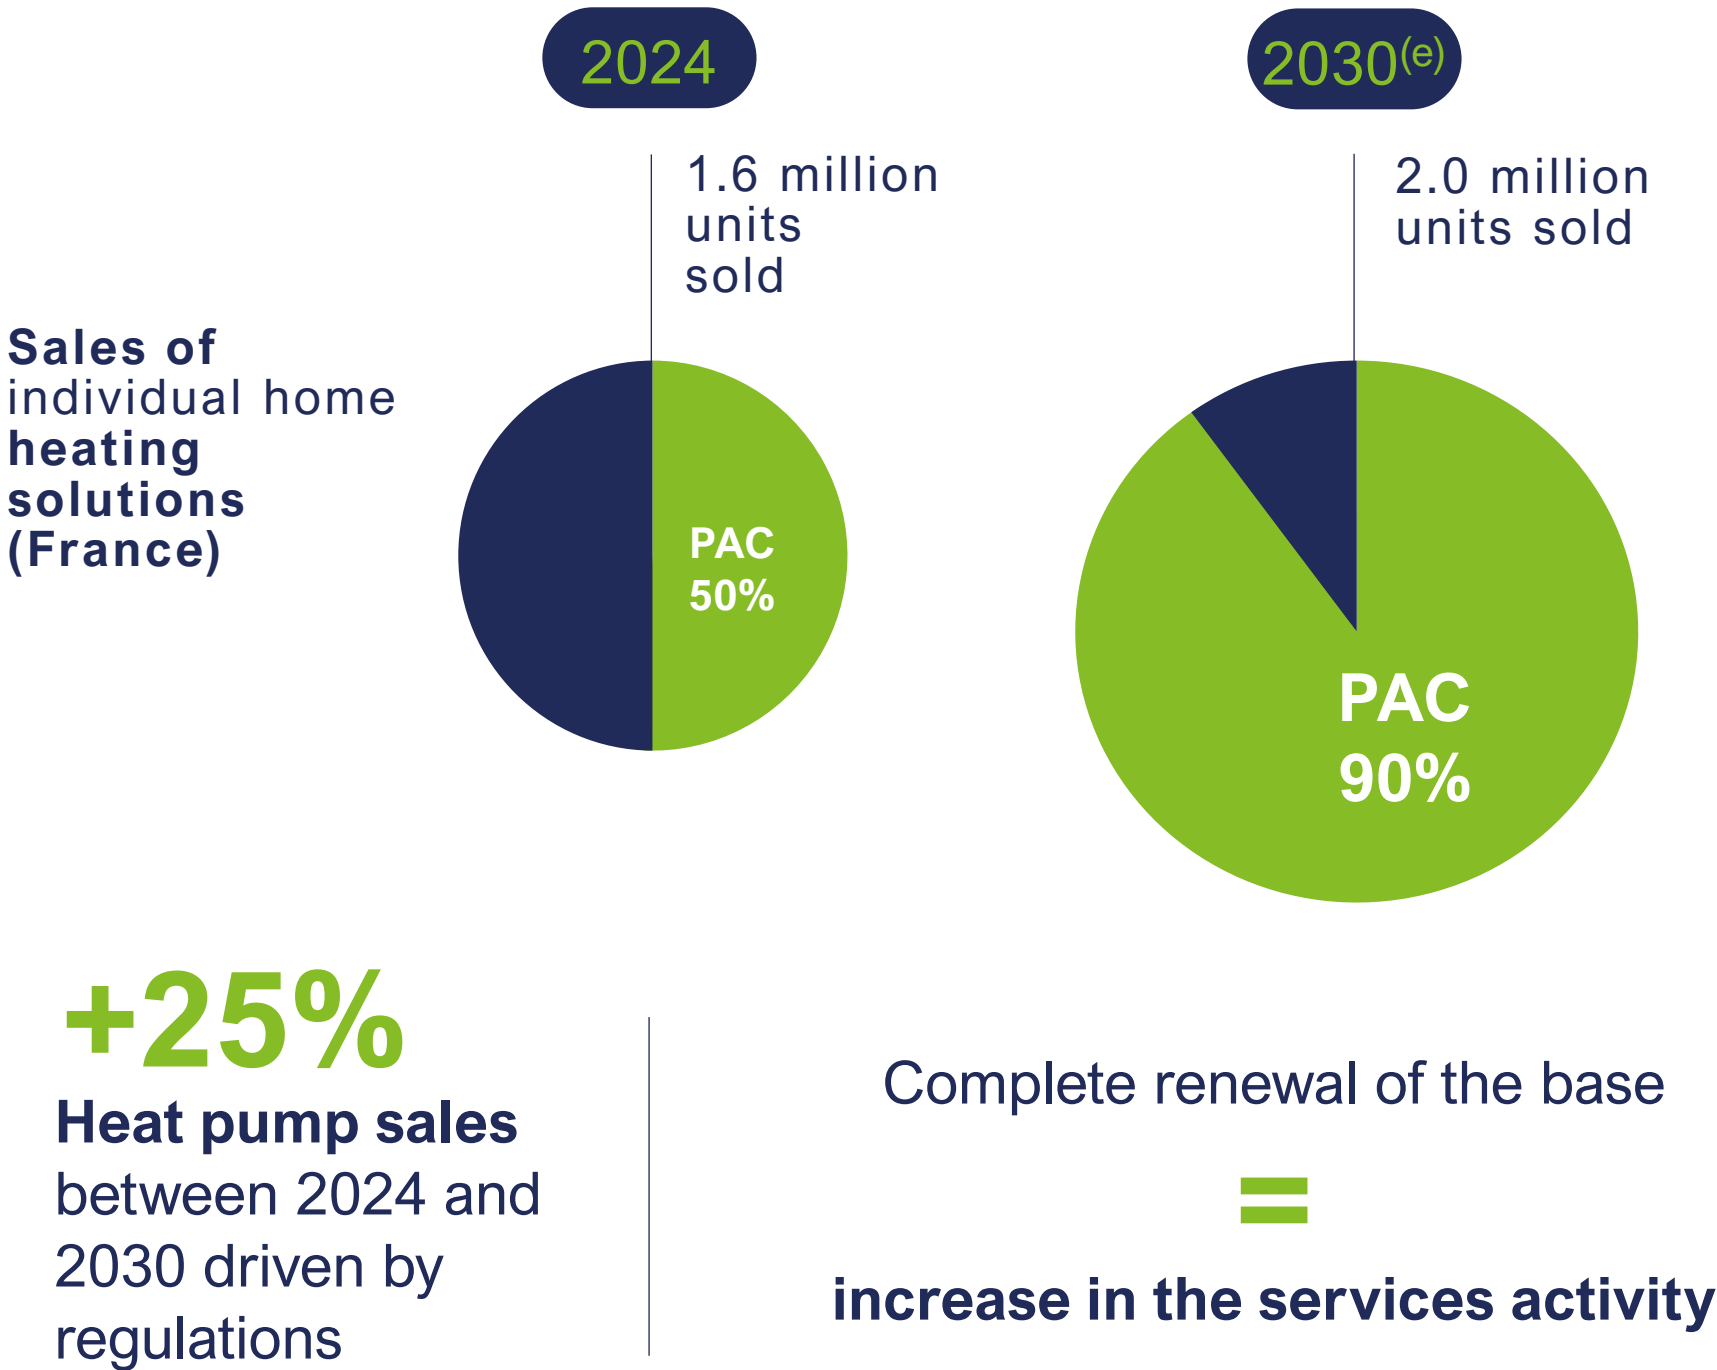 2024
2030(e)
1.6 million
units
sold
2.0 million
units sold
Sales of
individual home
heating
solutions
(France)
PAC
50%
PAC
90%
+25%
Heat pump sales
between 2024 and
2030 driven by
regulations
Complete renewal of the base
=
increase in the services activity